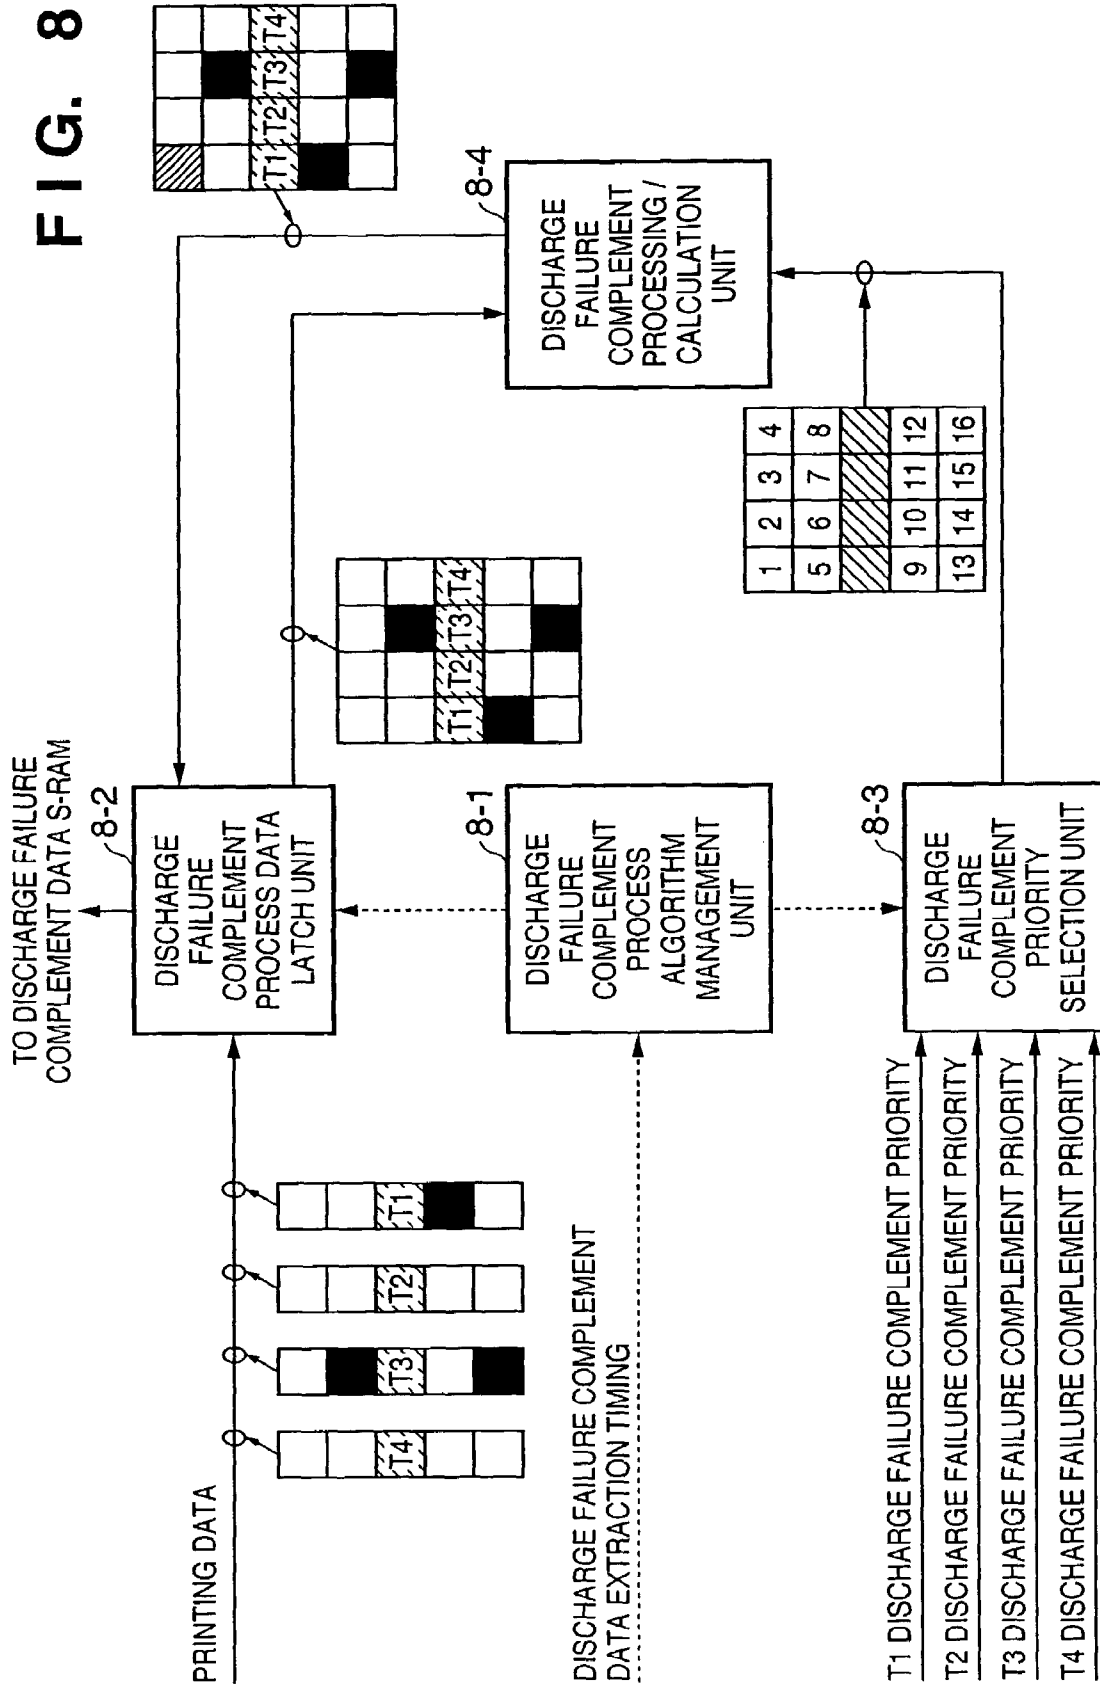 FIG. 8
TO DISCHARGE FAILURE
COMPLEMENT DATA S-RAM
PRINTING DATA
T4
T3
T2
T1
8-2
DISCHARGE
FAILURE
COMPLEMENT
PROCESS DATA
LATCH UNIT
T1 T2 T3 T4
T1 T2 T3 T4
DISCHARGE FAILURE COMPLEMENT
DATA EXTRACTION TIMING
8-1
DISCHARGE
FAILURE
COMPLEMENT
PROCESS
ALGORITHM
MANAGEMENT
UNIT
8-4
DISCHARGE
FAILURE
COMPLEMENT
PROCESSING /
CALCULATION
UNIT
1 2 3 4
5 6 7 8
9 10 11 12
13 14 15 16
T1 DISCHARGE FAILURE COMPLEMENT PRIORITY
T2 DISCHARGE FAILURE COMPLEMENT PRIORITY
T3 DISCHARGE FAILURE COMPLEMENT PRIORITY
T4 DISCHARGE FAILURE COMPLEMENT PRIORITY
8-3
DISCHARGE
FAILURE
COMPLEMENT
PRIORITY
SELECTION UNIT